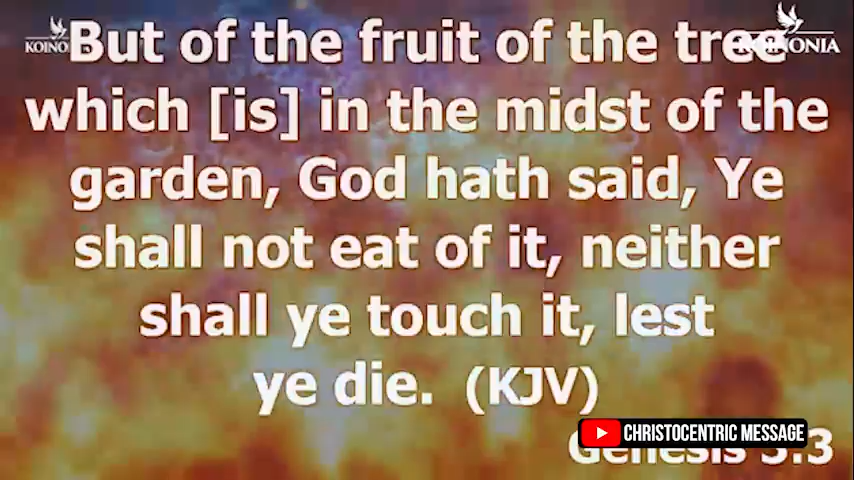 But of the fruit of the tree
which [is] in the midst of the
garden, God hath said, Ye
shall not eat of it, neither
shall ye touch it, lest
ye die. (KJV)
Genesis 3:3
CHRISTOCENTRIC MESSAGE
KOINONIA